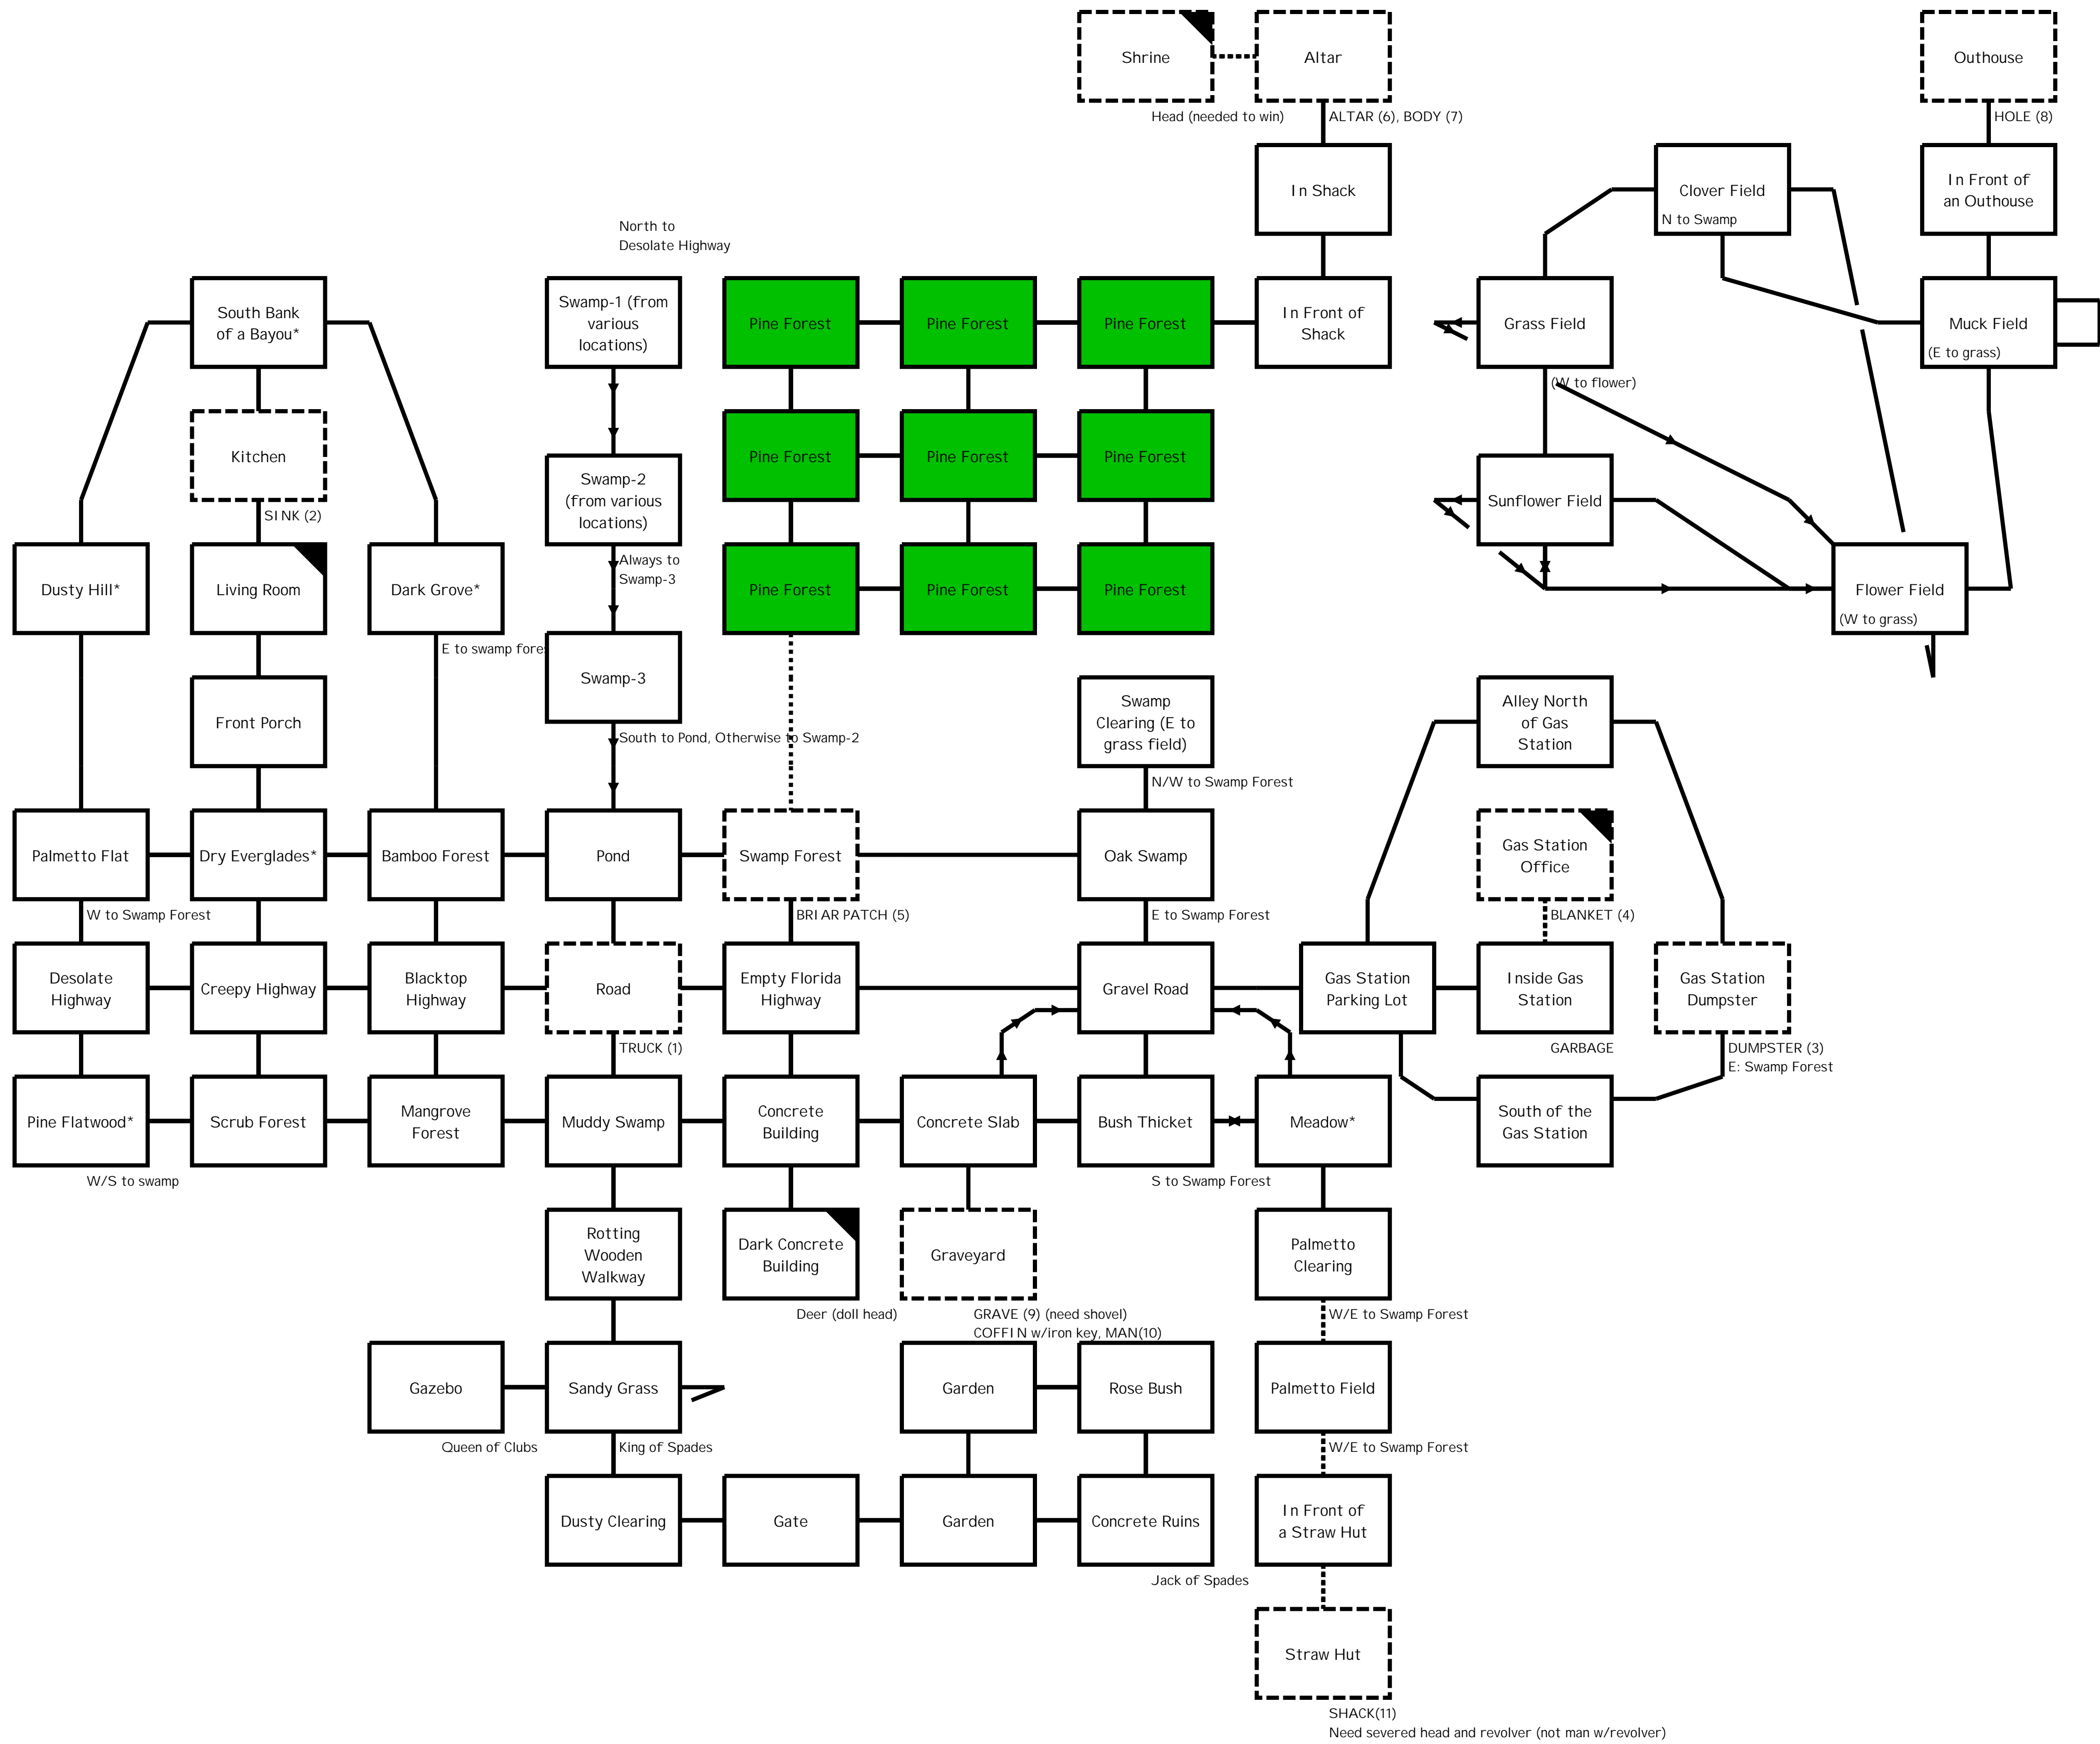 Shrine
Altar
Outhouse
Head (needed to win)
ALTAR (6), BODY (7)
HOLE (8)
In Shack
Clover Field
N to Swamp
In Front of
an Outhouse
North to
Desolate Highway
South Bank
of a Bayou*
Swamp-1 (from
various
locations)
Pine Forest
Pine Forest
Pine Forest
In Front of
Shack
Grass Field
Muck Field
(E to grass)
(W to flower)
Kitchen
Swamp-2
(from various
locations)
Pine Forest
Pine Forest
Pine Forest
Sunflower Field
SINK (2)
Always to
Swamp-3
Dusty Hill*
Living Room
Dark Grove*
Pine Forest
Pine Forest
Pine Forest
Flower Field
(W to grass)
E to swamp fores
Swamp-3
Front Porch
Swamp
Clearing (E to
grass field)
Alley North
of Gas
Station
South to Pond, Otherwise to Swamp-2
N/W to Swamp Forest
Palmetto Flat
Dry Everglades*
Bamboo Forest
Pond
Swamp Forest
Oak Swamp
Gas Station
Office
W to Swamp Forest
BRIAR PATCH (5)
E to Swamp Forest
BLANKET (4)
Desolate
Highway
Creepy Highway
Blacktop
Highway
Road
Empty Florida
Highway
Gravel Road
Gas Station
Parking Lot
Inside Gas
Station
Gas Station
Dumpster
TRUCK (1)
GARBAGE
DUMPSTER (3)
E: Swamp Forest
Pine Flatwood*
Scrub Forest
Mangrove
Forest
Muddy Swamp
Concrete
Building
Concrete Slab
Bush Thicket
Meadow*
South of the
Gas Station
W/S to swamp
S to Swamp Forest
Rotting
Wooden
Walkway
Dark Concrete
Building
Graveyard
Palmetto
Clearing
Deer (doll head)
GRAVE (9) (need shovel)
COFFIN w/iron key, MAN(10)
W/E to Swamp Forest
Gazebo
Sandy Grass
Garden
Rose Bush
Palmetto Field
Queen of Clubs
King of Spades
W/E to Swamp Forest
Dusty Clearing
Gate
Garden
Concrete Ruins
In Front of
a Straw Hut
Jack of Spades
Straw Hut
SHACK(11)
Need severed head and revolver (not man w/revolver)